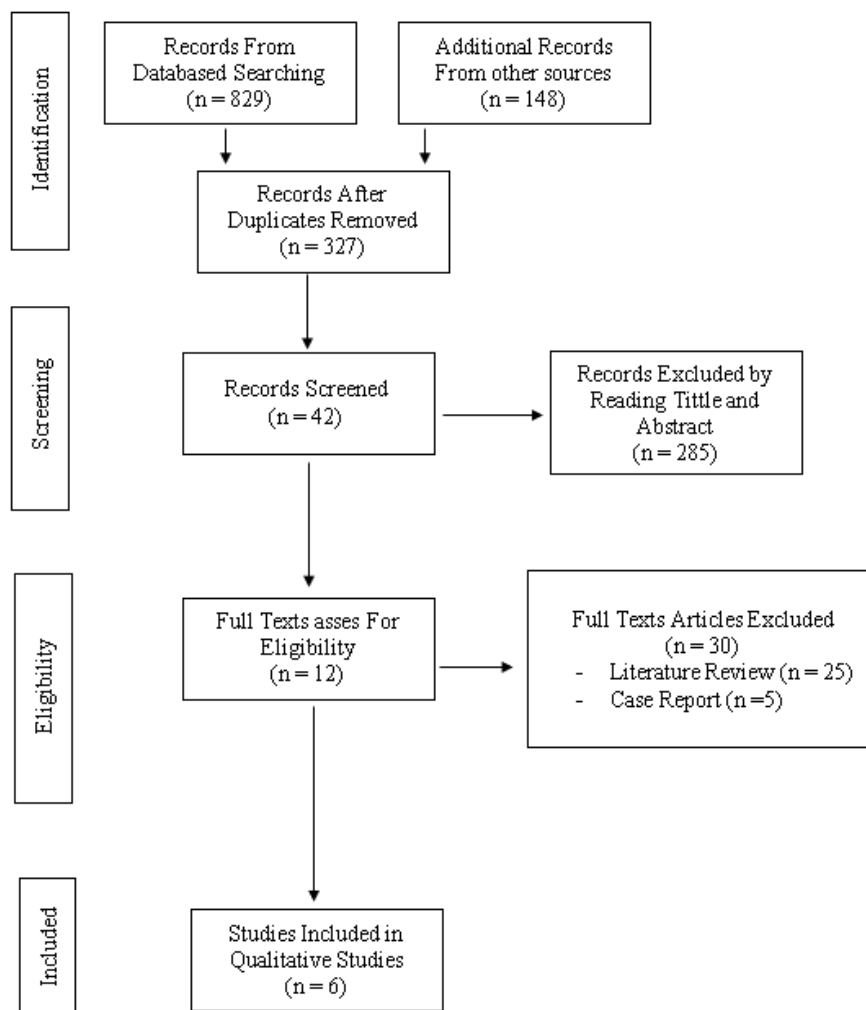 Identification
Records From
Databased Searching
(n = 829)
Additional Records
From other sources
(n = 148)
Records After
Duplicates Removed
(n = 327)
Screening
Records Screened
(n = 42)
Records Excluded by
Reading Tittle and
Abstract
(n = 285)
Eligibility
Full Texts asses For
Eligibility
(n = 12)
Full Texts Articles Excluded
(n = 30)
- Literature Review (n = 25)
- Case Report (n =5)
Included
Studies Included in
Qualitative Studies
(n = 6)